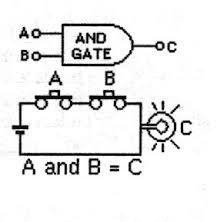 A AND C
B GATE
A B
C
A and B = C